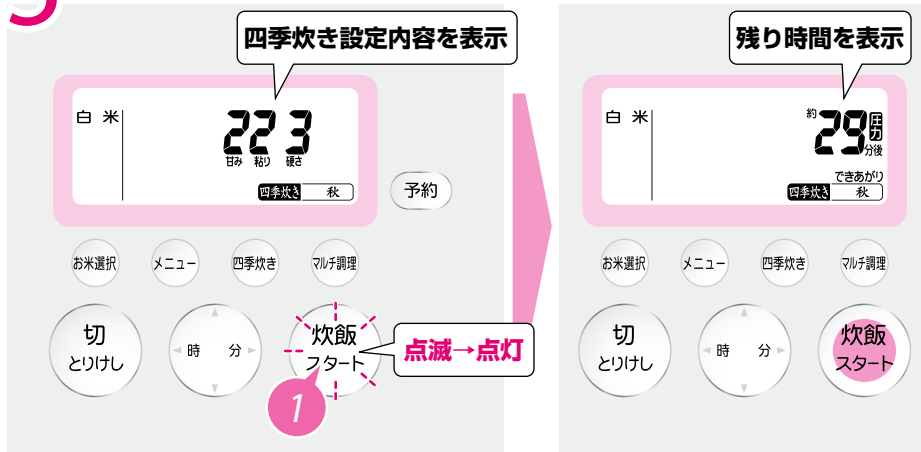 四季炊き設定内容を表示
白米
223
甘み 粘り 硬さ
四季炊き 秋
予約
お米選択 メニュー 四季炊き マルチ調理
切
とりけし
時 分
炊飯
スタート
点滅→点灯
1
残り時間を表示
白米
約29分後
圧力
できあがり
四季炊き 秋
お米選択 メニュー 四季炊き マルチ調理
切
とりけし
時 分
炊飯
スタート